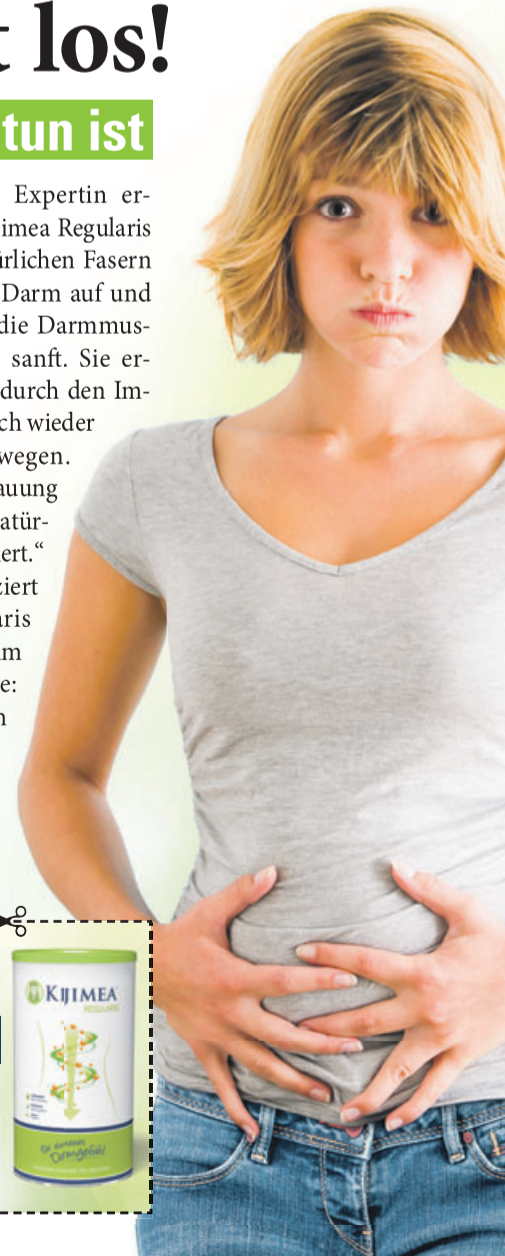 t los!
tun ist
Expertin er-
imea Regularis
ürlichen Fasern
Darm auf und
die Darmmus-
sanft. Sie er-
durch den Im-
ch wieder
wegen.
auung
atür-
ert.“
ziert
aris
m
e:
n
KIJIMEA
REGULARIS
Darmgefühl